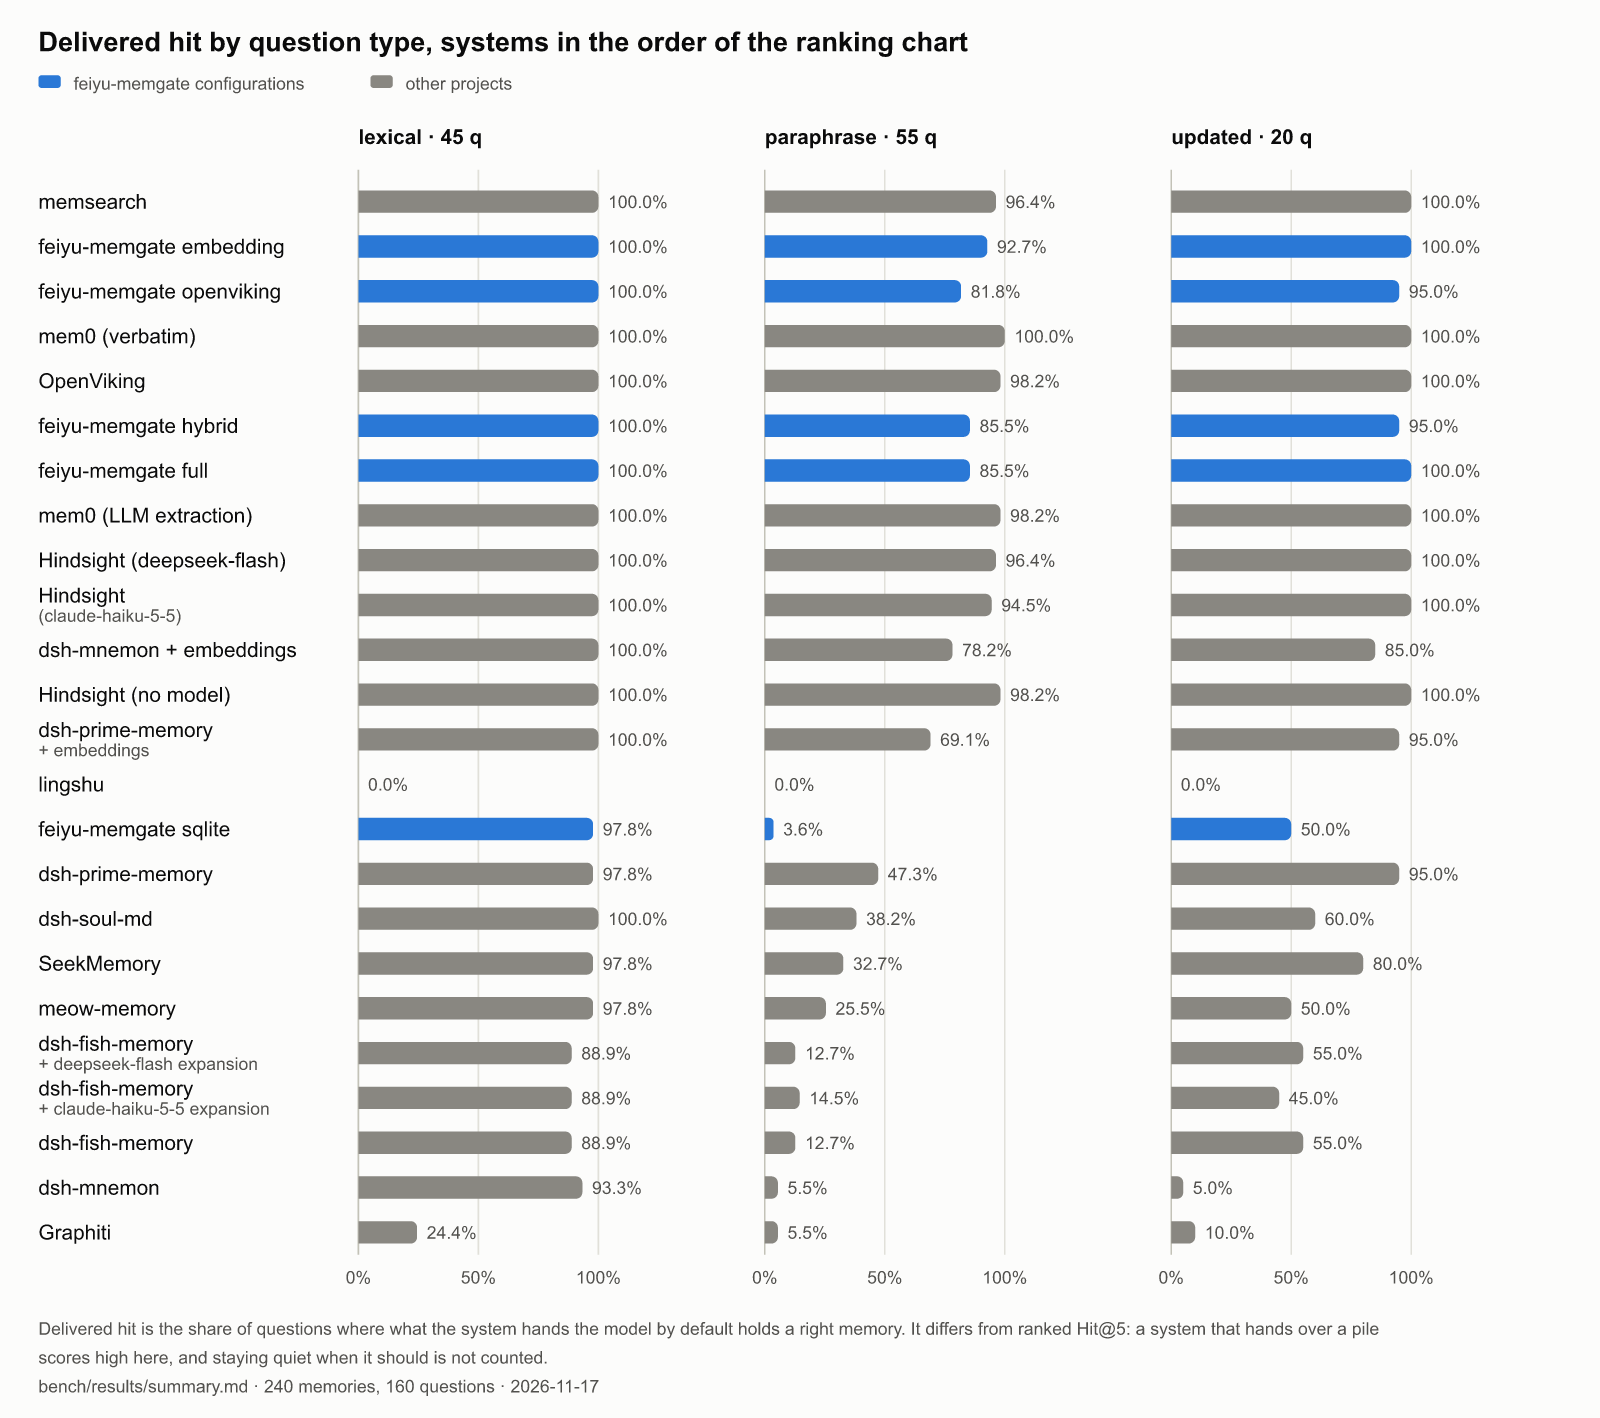 Delivered hit by question type, systems in the order of the ranking chart
feiyu-memgate configurations other projects
lexical · 45 q paraphrase · 55 q updated · 20 q
memsearch 100.0% 96.4% 100.0%
feiyu-memgate embedding 100.0% 92.7% 100.0%
feiyu-memgate openviking 100.0% 81.8% 95.0%
mem0 (verbatim) 100.0% 100.0% 100.0%
OpenViking 100.0% 98.2% 100.0%
feiyu-memgate hybrid 100.0% 85.5% 95.0%
feiyu-memgate full 100.0% 85.5% 100.0%
mem0 (LLM extraction) 100.0% 98.2% 100.0%
Hindsight (deepseek-flash) 100.0% 96.4% 100.0%
Hindsight
(claude-haiku-5-5) 100.0% 94.5% 100.0%
dsh-mnemon + embeddings 100.0% 78.2% 85.0%
Hindsight (no model) 100.0% 98.2% 100.0%
dsh-prime-memory
+ embeddings 100.0% 69.1% 95.0%
lingshu 0.0% 0.0% 0.0%
feiyu-memgate sqlite 97.8% 3.6% 50.0%
dsh-prime-memory 97.8% 47.3% 95.0%
dsh-soul-md 100.0% 38.2% 60.0%
SeekMemory 97.8% 32.7% 80.0%
meow-memory 97.8% 25.5% 50.0%
dsh-fish-memory
+ deepseek-flash expansion 88.9% 12.7% 55.0%
dsh-fish-memory
+ claude-haiku-5-5 expansion 88.9% 14.5% 45.0%
dsh-fish-memory 88.9% 12.7% 55.0%
dsh-mnemon 93.3% 5.5% 5.0%
Graphiti 24.4% 5.5% 10.0%
0% 50% 100% 0% 50% 100% 0% 50% 100%
Delivered hit is the share of questions where what the system hands the model by default holds a right memory. It differs from ranked Hit@5: a system that hands over a pile
scores high here, and staying quiet when it should is not counted.
bench/results/summary.md · 240 memories, 160 questions · 2026-11-17